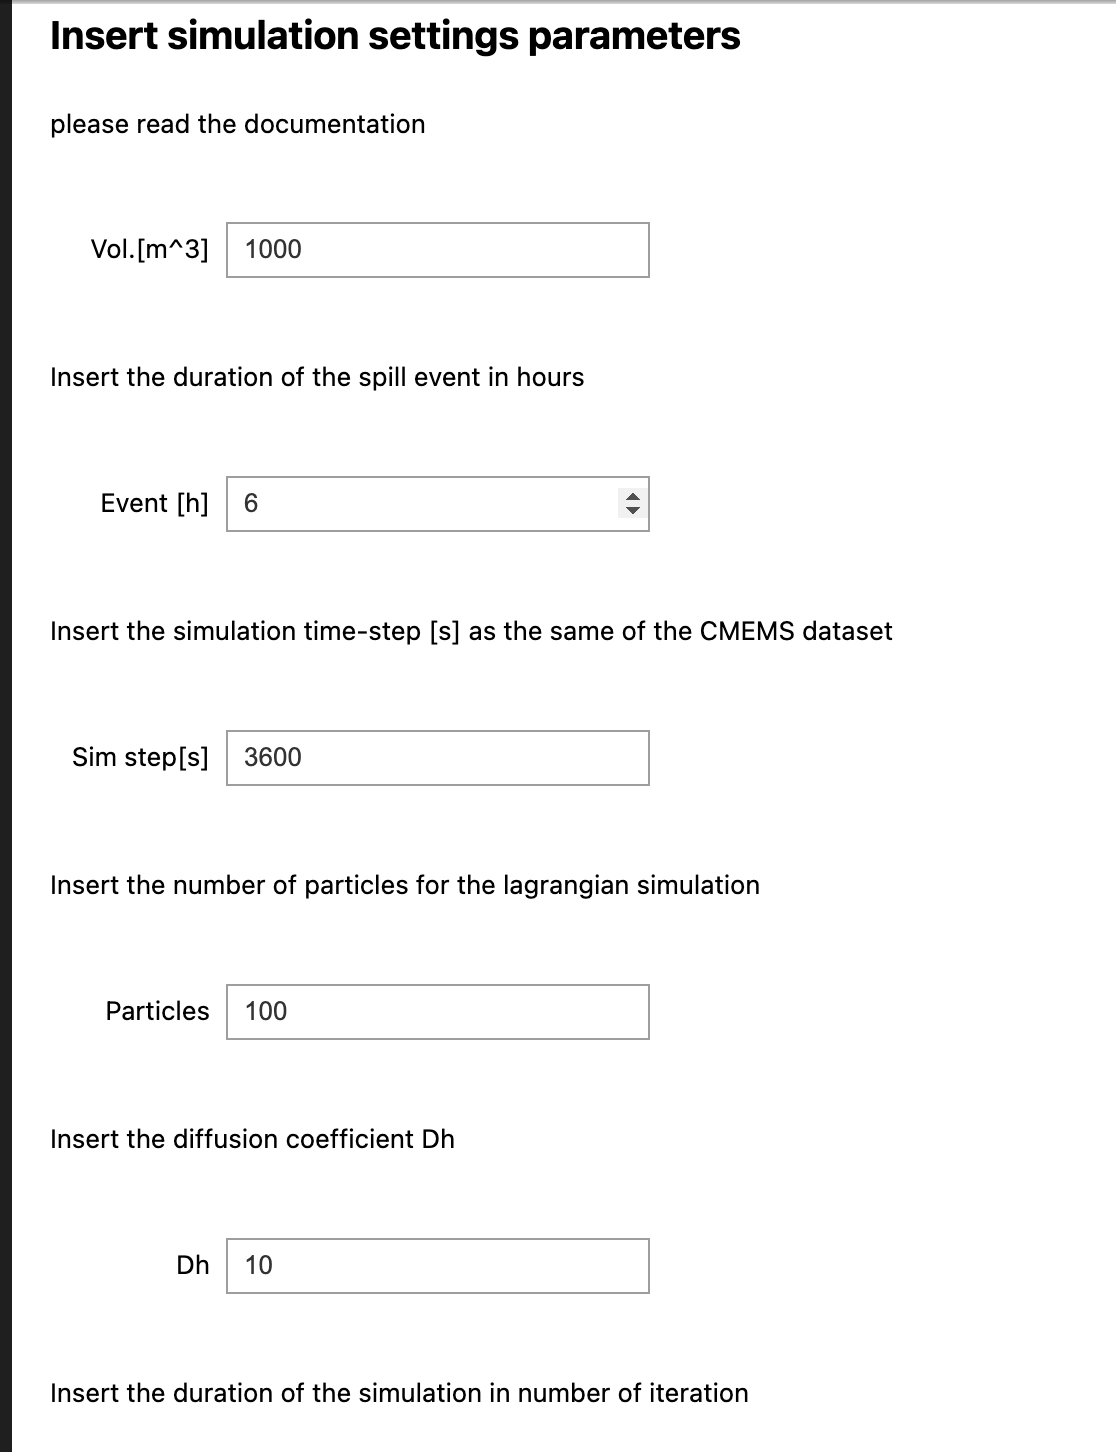 Insert simulation settings parameters
please read the documentation
Vol.[m^3] 1000
Insert the duration of the spill event in hours
Event [h] 6
Insert the simulation time-step [s] as the same of the CMEMS dataset
Sim step[s] 3600
Insert the number of particles for the lagrangian simulation
Particles 100
Insert the diffusion coefficient Dh
Dh 10
Insert the duration of the simulation in number of iteration